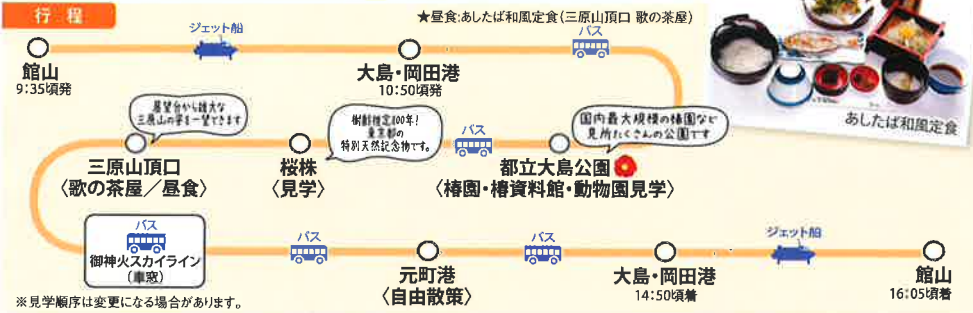 行程
★昼食:あしたば和風定食(三原山頂口 歌の茶屋)
ジェット船
バス
館山
9:35頃発
大島・岡田港
10:50頃発
あしたば和風定食
展望台から雄大な
三原山の姿を一望できます
樹齢推定800年!
東京都の
特別天然記念物です。
バス
国内最大規模の椿園など
見所たくさんの公園です
三原山頂口
〈歌の茶屋/昼食〉
桜株
〈見学〉
都立大島公園
〈椿園・椿資料館・動物園見学〉
バス
御神火スカイライン
(車窓)
バス
元町港
〈自由散策〉
バス
大島・岡田港
14:50頃着
ジェット船
館山
16:05頃着
※見学順序は変更になる場合があります。